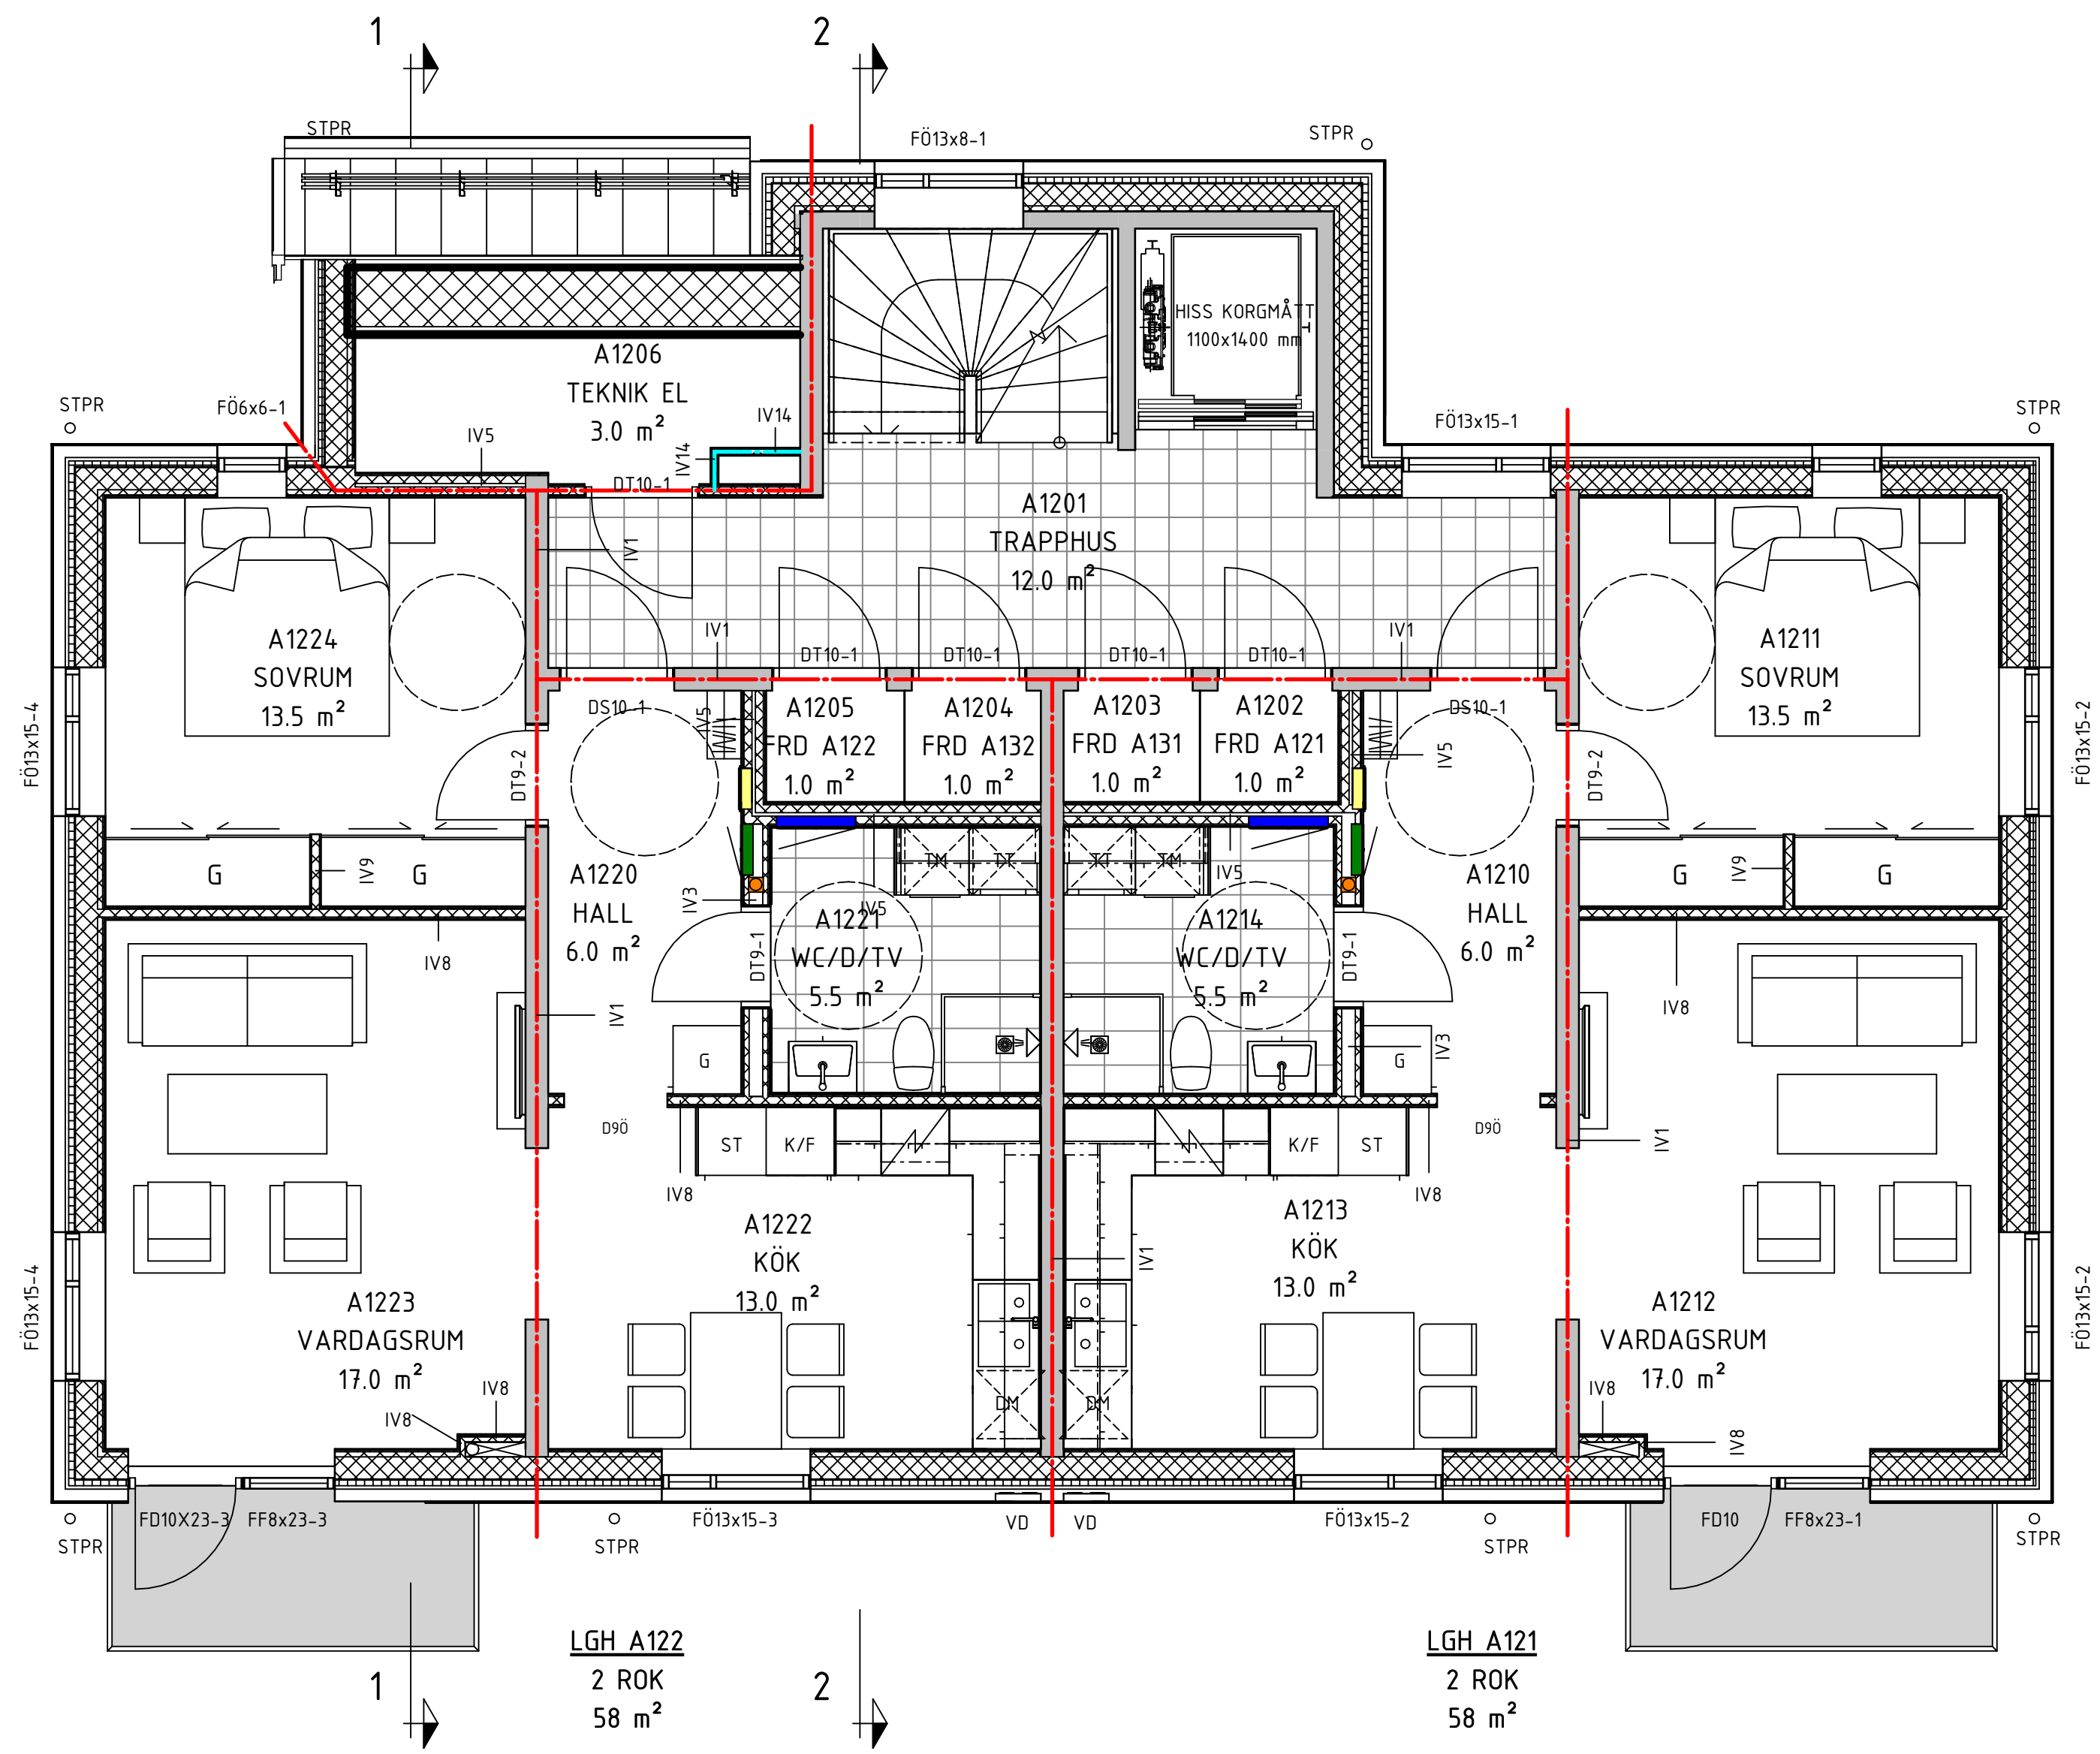 1
2
STPR
FÖ13x8-1
STPR
HISS KORGMÅTT
1100x1400 mm
A1206
TEKNIK EL
3.0 m²
STPR
FÖ6x6-1
IV5
IV14
IV14
DT10-1
FÖ13x15-1
STPR
A1201
TRAPPHUS
12.0 m²
IV1
IV1
IV1
DT10-1
DT10-1
DT10-1
DT10-1
A1224
SOVRUM
13.5 m²
A1211
SOVRUM
13.5 m²
FÖ13x15-4
FÖ13x15-2
DS10-1
IV5
A1205
FRD A122
1.0 m²
A1204
FRD A132
1.0 m²
A1203
FRD A131
1.0 m²
A1202
FRD A121
1.0 m²
DS10-1
IV5
DT9-2
DT9-2
G
IV9
G
A1220
HALL
6.0 m²
IV3
TM
TT
TT
TM
IV5
IV5
A1221
WC/D/TV
5.5 m²
A1214
WC/D/TV
5.5 m²
DT9-1
DT9-1
A1210
HALL
6.0 m²
G
IV9
G
IV8
IV8
IV1
G
G
IV3
IV1
D9Ö
D9Ö
ST
K/F
K/F
ST
IV8
IV8
A1222
KÖK
13.0 m²
A1213
KÖK
13.0 m²
IV1
A1223
VARDAGSRUM
17.0 m²
A1212
VARDAGSRUM
17.0 m²
FÖ13x15-4
FÖ13x15-2
IV8
IV8
DM
DM
IV8
IV8
FD10X23-3
FF8x23-3
FÖ13x15-3
VD
VD
FÖ13x15-2
FD10
FF8x23-1
STPR
STPR
STPR
STPR
LGH A122
2 ROK
58 m²
LGH A121
2 ROK
58 m²
1
2